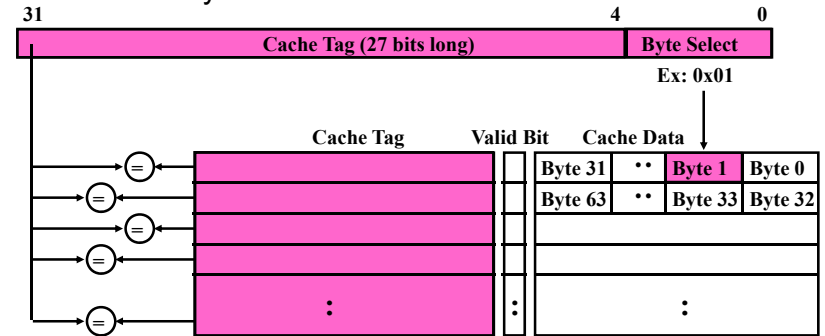 31 4 0
Cache Tag (27 bits long) Byte Select
Ex: 0x01
Cache Tag Valid Bit Cache Data
= Byte 31 ·· Byte 1 Byte 0
= Byte 63 ·· Byte 33 Byte 32
=
=
: : :
=